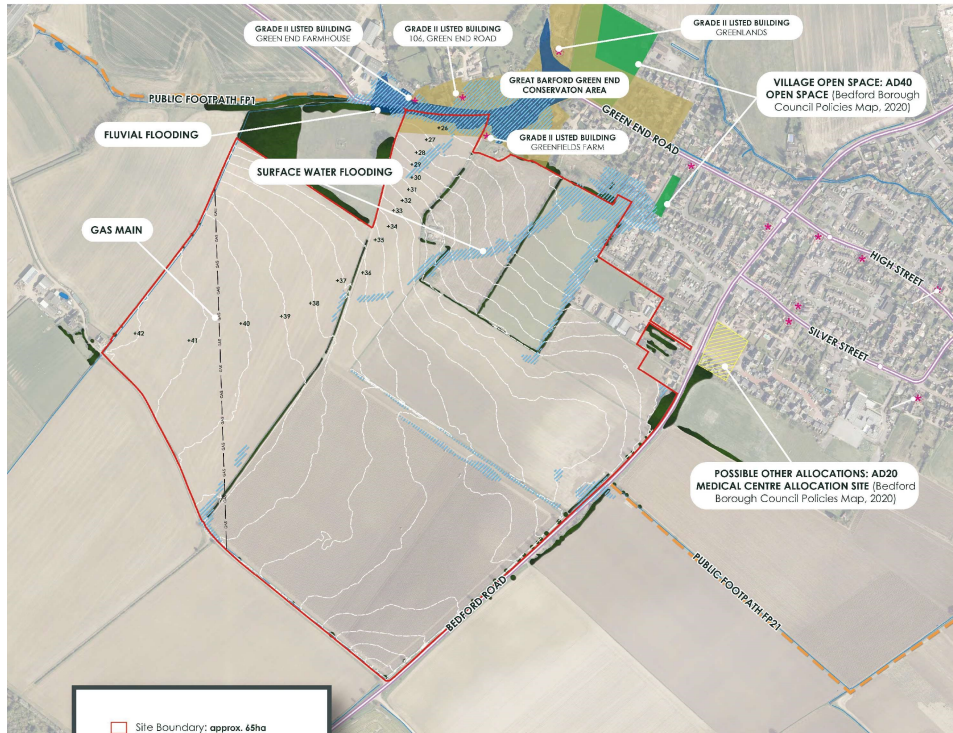 GRADE II LISTED BUILDING
GREEN END FARMHOUSE
GRADE II LISTED BUILDING
106, GREEN END ROAD
GRADE II LISTED BUILDING
GREENLANDS
GREAT BARFORD GREEN END
CONSERVATON AREA
VILLAGE OPEN SPACE: AD40
OPEN SPACE (Bedford Borough
Council Policies Map, 2020)
PUBLIC FOOTPATH FP1
FLUVIAL FLOODING
GREEN END ROAD
GRADE II LISTED BUILDING
GREENFIELDS FARM
SURFACE WATER FLOODING
+26
+27
+28
+29
+30
+31
+32
+33
+34
+35
+36
+37
+38
+39
+40
+41
+42
GAS MAIN
HIGH STREET
SILVER STREET
POSSIBLE OTHER ALLOCATIONS: AD20
MEDICAL CENTRE ALLOCATION SITE (Bedford
Borough Council Policies Map, 2020)
PUBLIC FOOTPATH FP21
BEDFORD ROAD
Site Boundary: approx. 65ha